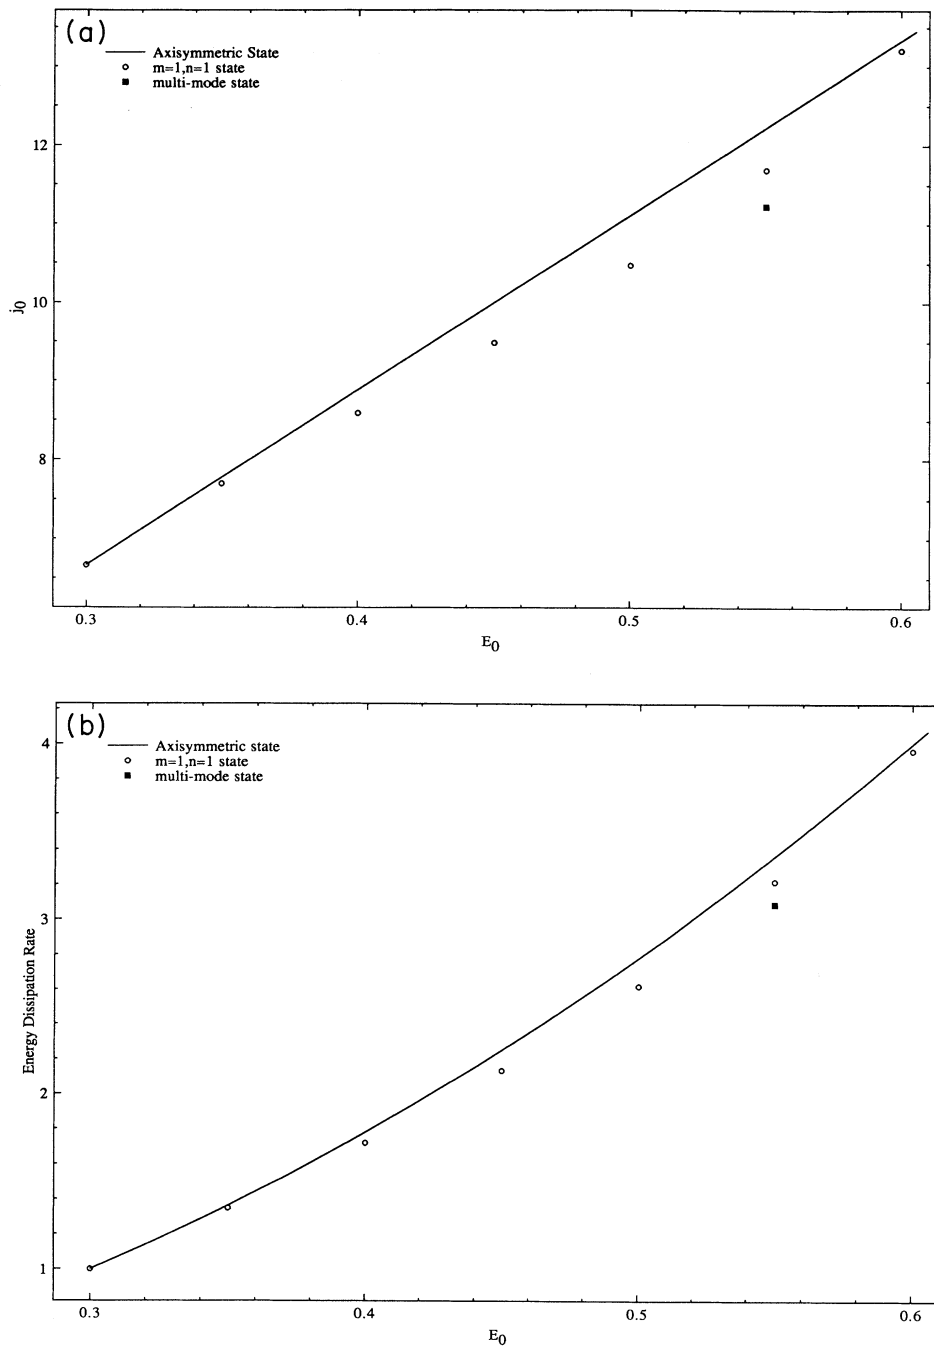 (a)
Axisymmetric State
m=1,n=1 state
multi-mode state
12
10
8
j0
0.3 0.4 0.5 0.6
E0
(b)
Axisymmetric state
m=1,n=1 state
multi-mode state
4
3
2
1
Energy Dissipation Rate
0.3 0.4 0.5 0.6
E0